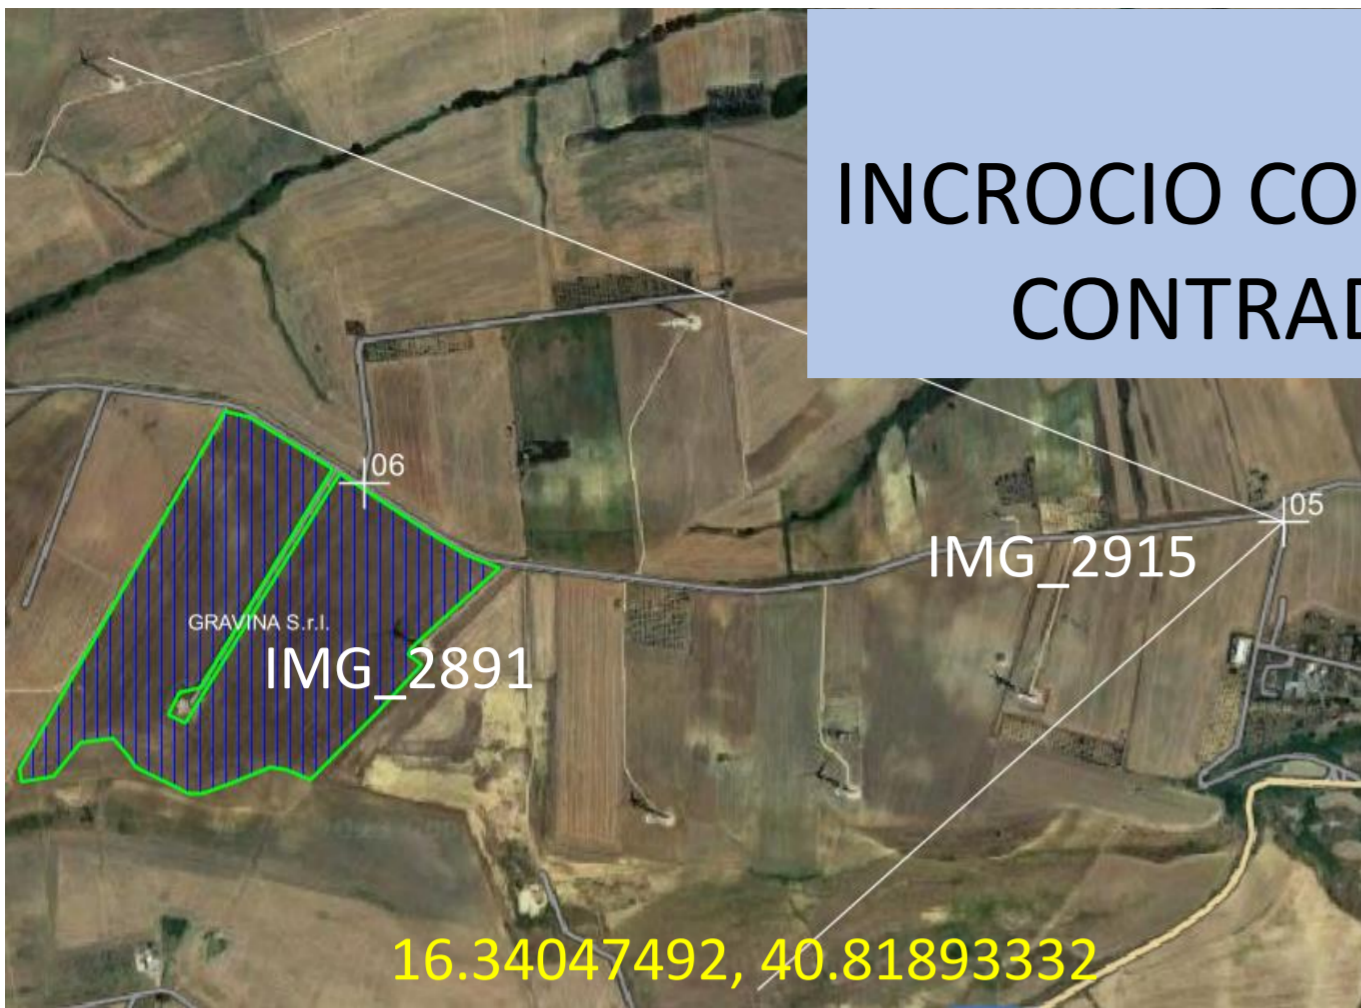 INCROCIO CO
CONTRAD
06
05
IMG_2915
GRAVINA S.r.l.
IMG_2891
16.34047492, 40.81893332